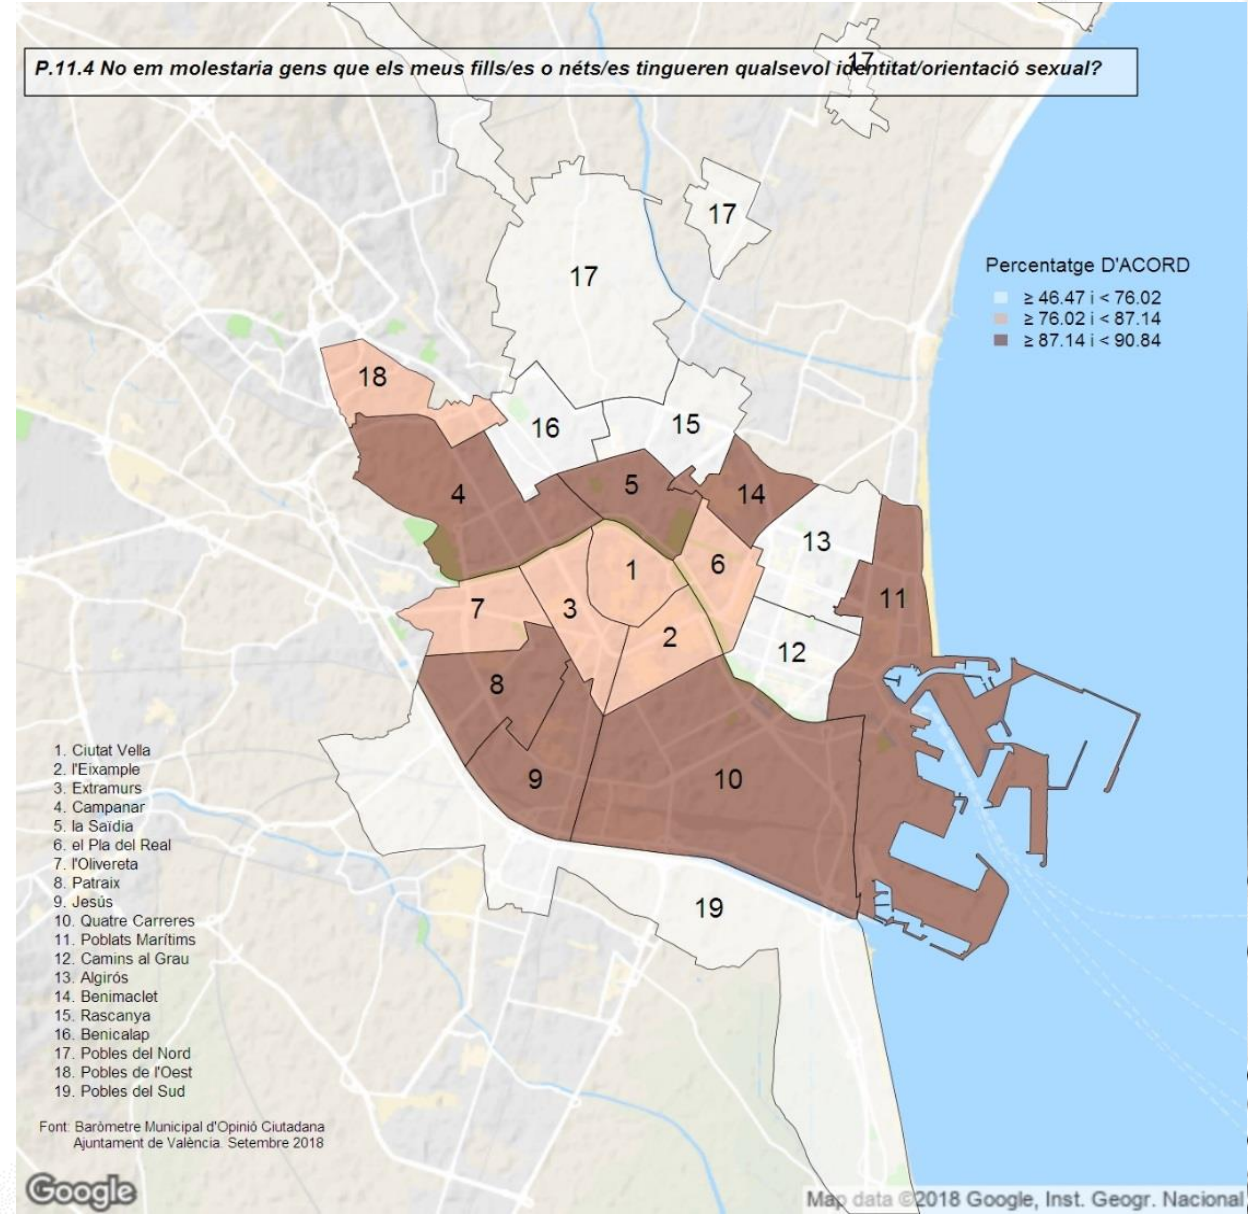 P.11.4 No em molestaria gens que els meus fills/es o néts/es tingueren qualsevol identitat/orientació sexual?
17
17
17
Percentatge D'ACORD
≥ 46.47 i < 76.02
≥ 76.02 i < 87.14
≥ 87.14 i < 90.84
18
16
15
4
5
14
13
6
1
7
3
11
2
12
8
9
10
19
1. Ciutat Vella
2. l'Eixample
3. Extramurs
4. Campanar
5. la Saïdia
6. el Pla del Real
7. l'Olivereta
8. Patraix
9. Jesús
10. Quatre Carreres
11. Poblats Marítims
12. Camins al Grau
13. Algirós
14. Benimaclet
15. Rascanya
16. Benicalap
17. Pobles del Nord
18. Pobles de l'Oest
19. Pobles del Sud
Font: Baròmetre Municipal d'Opinió Ciutadana
Ajuntament de València. Setembre 2018
Google
Map data ©2018 Google, Inst. Geogr. Nacional